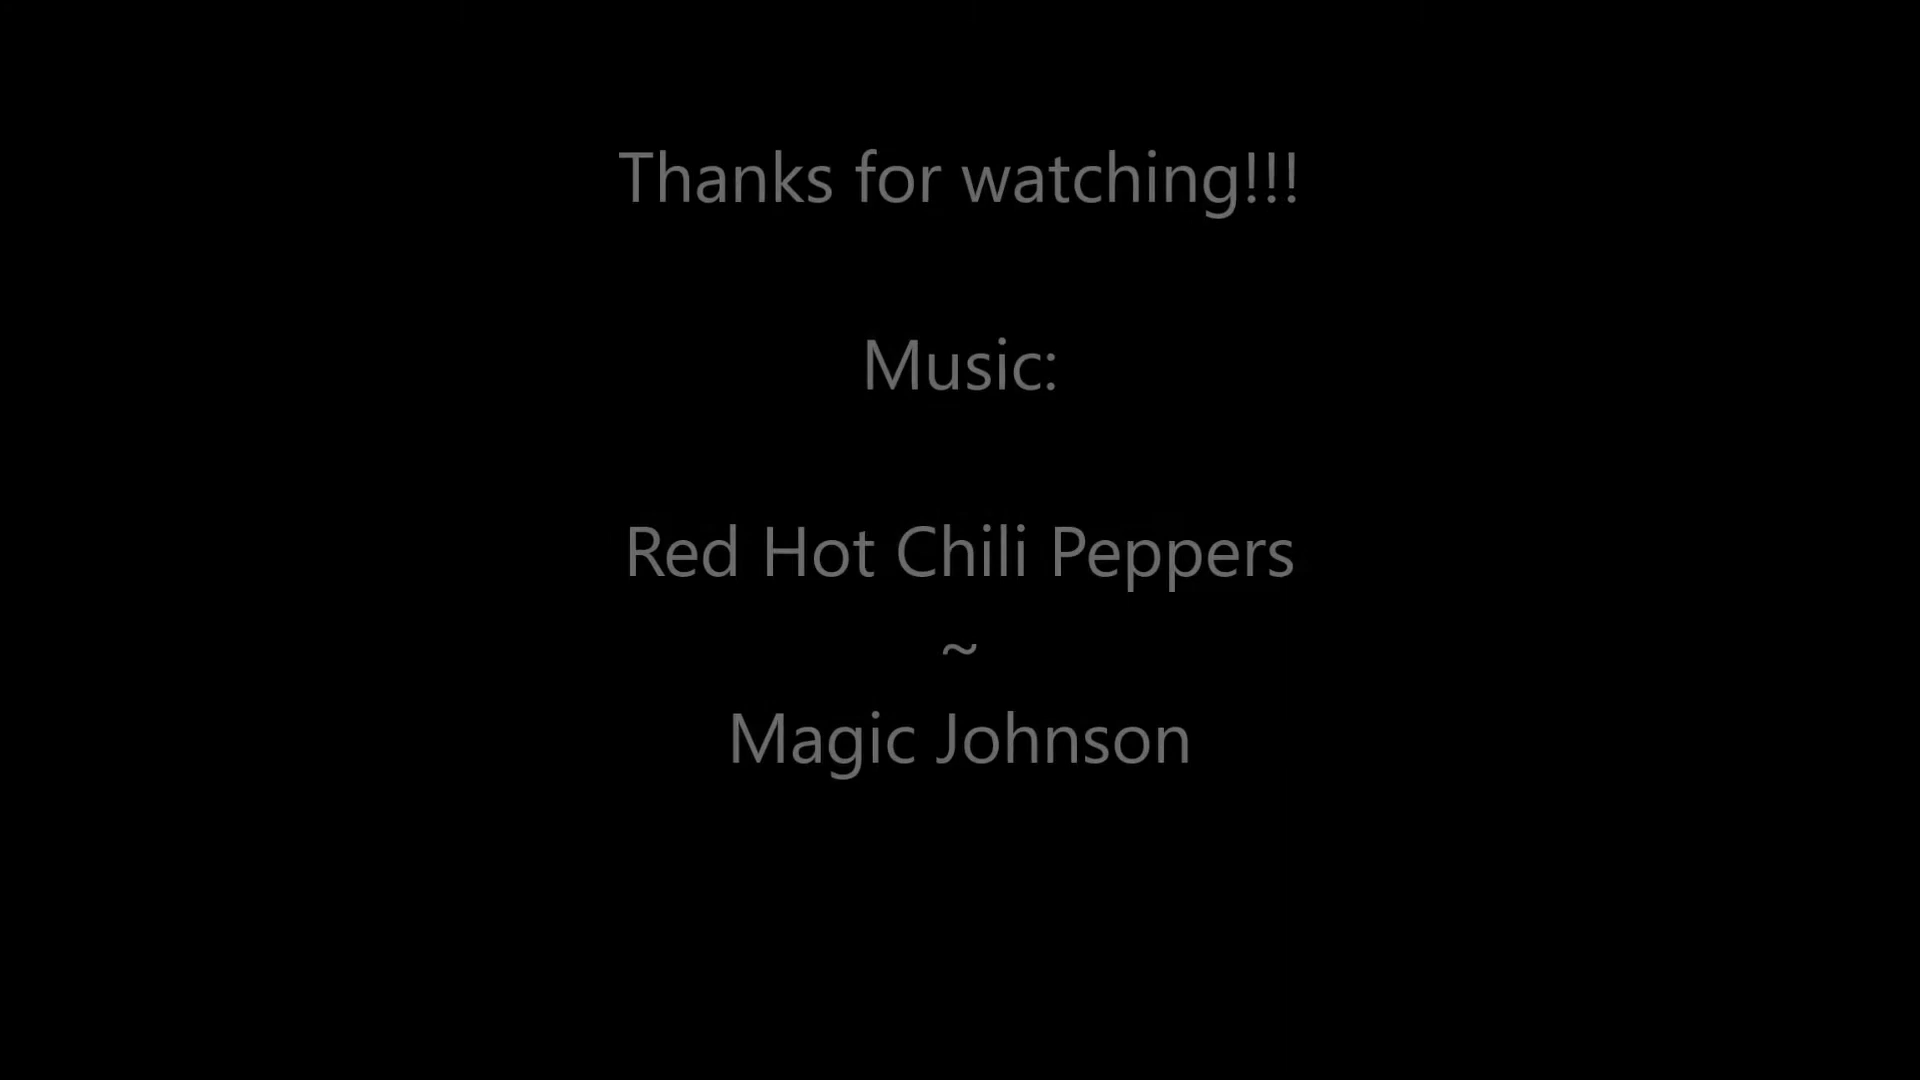 Thanks for watching!!!
Music:
Red Hot Chili Peppers
~
Magic Johnson